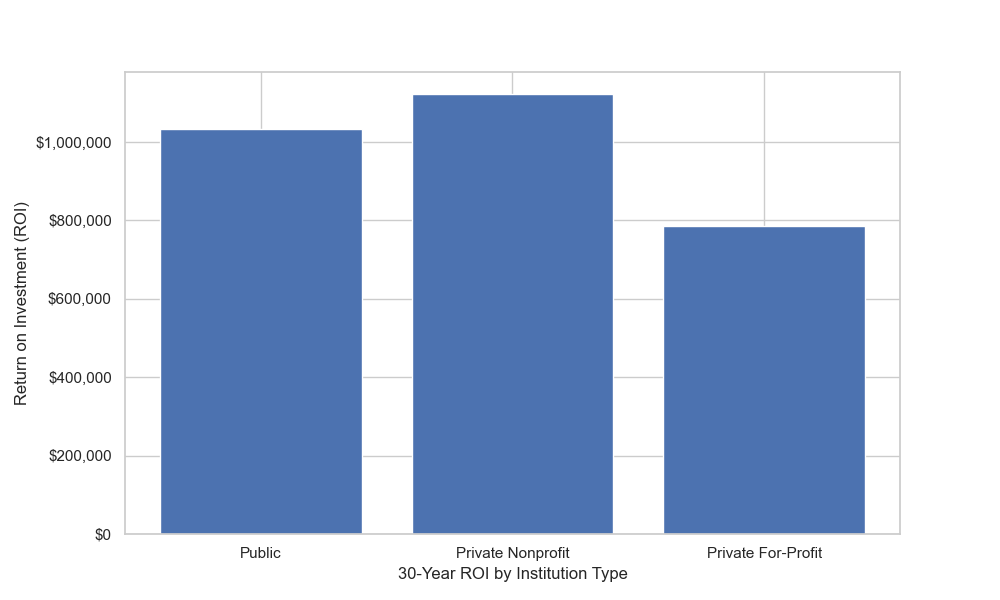 Return on Investment (ROI)
$1,000,000
$800,000
$600,000
$400,000
$200,000
$0
Public
Private Nonprofit
Private For-Profit
30-Year ROI by Institution Type